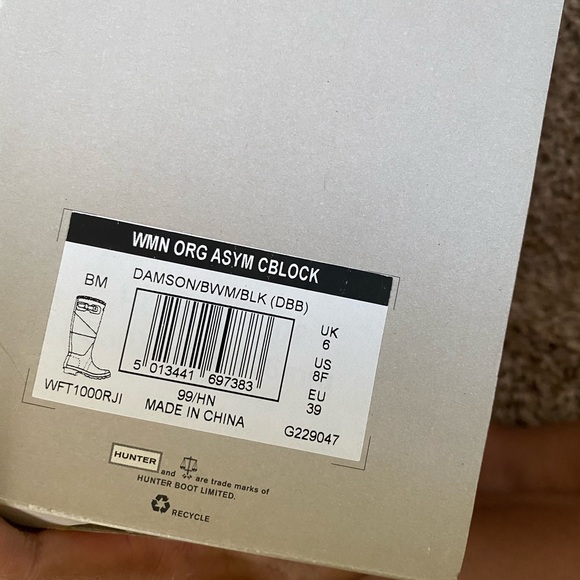 WMN ORG ASYM CBLOCK
BM
DAMSON/BWM/BLK (DBB)
5 013441 697383
UK
6
US
8F
EU
39
WFT1000RJI
99/HN
MADE IN CHINA
G229047
HUNTER and are trade marks of
HUNTER BOOT LIMITED.
RECYCLE